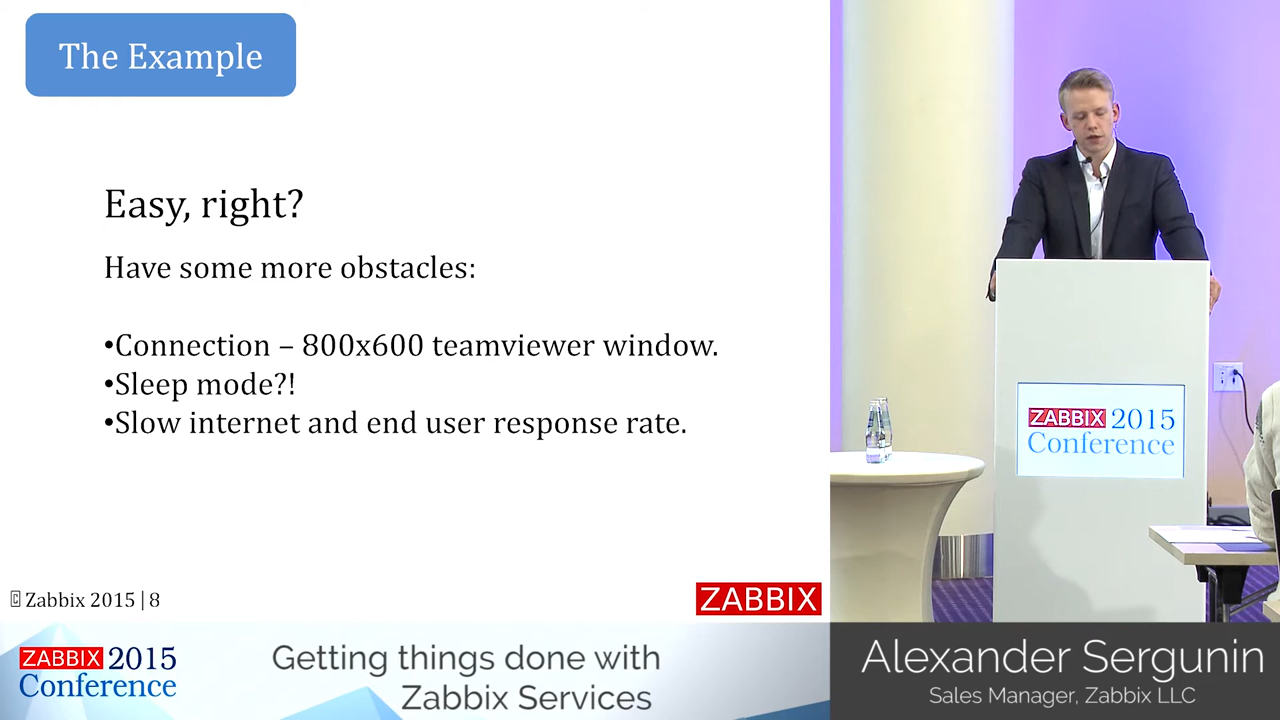 The Example
Easy, right?
Have some more obstacles:
•Connection – 800x600 teamviewer window.
•Sleep mode?!
•Slow internet and end user response rate.
© Zabbix 2015 | 8
ZABBIX
ZABBIX 2015
Conference
ZABBIX 2015
Conference
Getting things done with
Zabbix Services
Alexander Sergunin
Sales Manager, Zabbix LLC